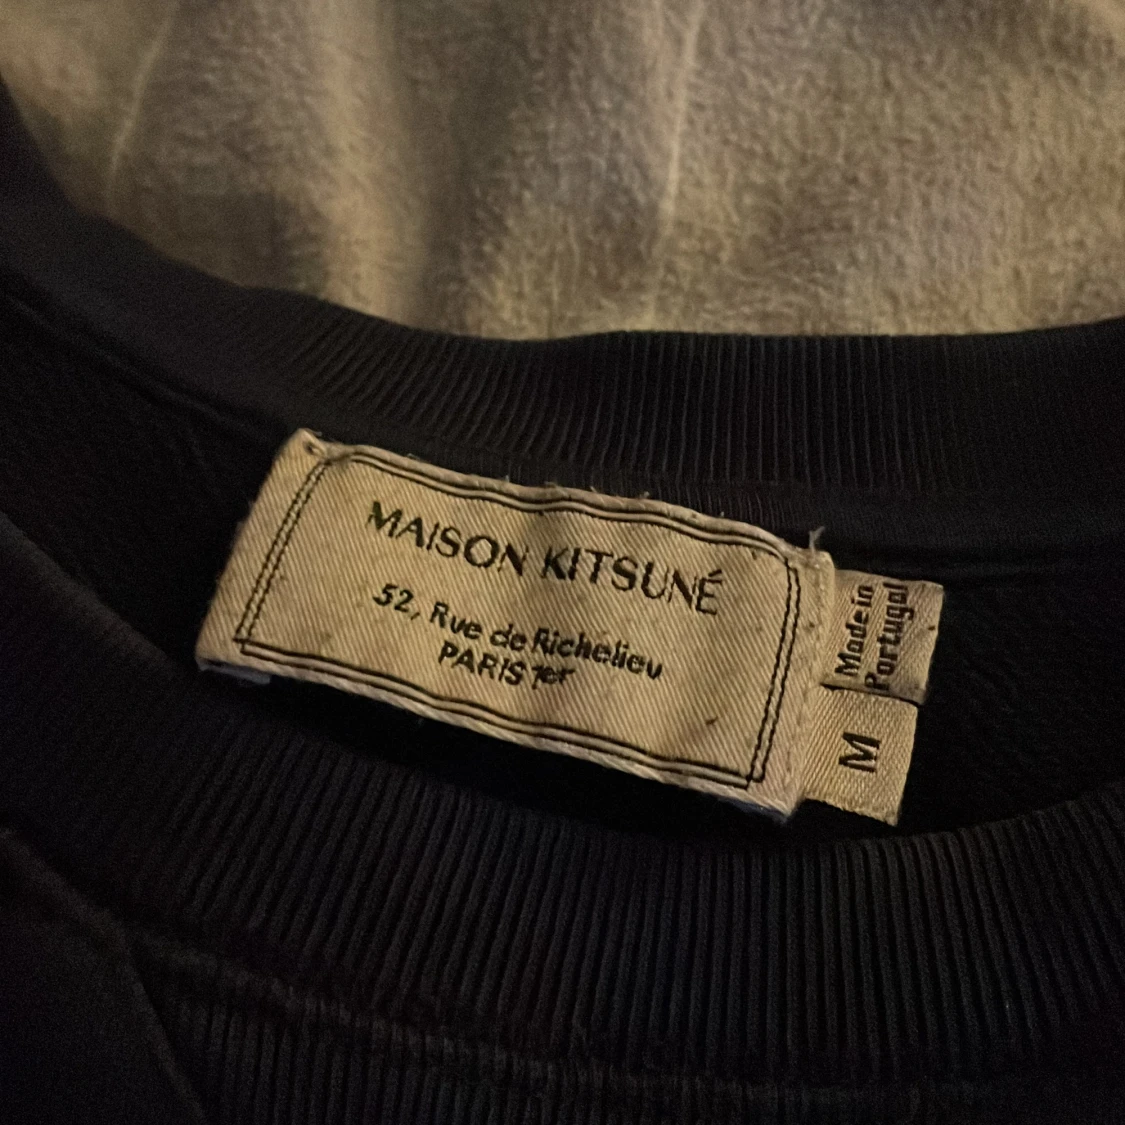 MAISON KITSUNÉ
52, Rue de Richelieu
PARIS 1er
Made in
Portugal
M